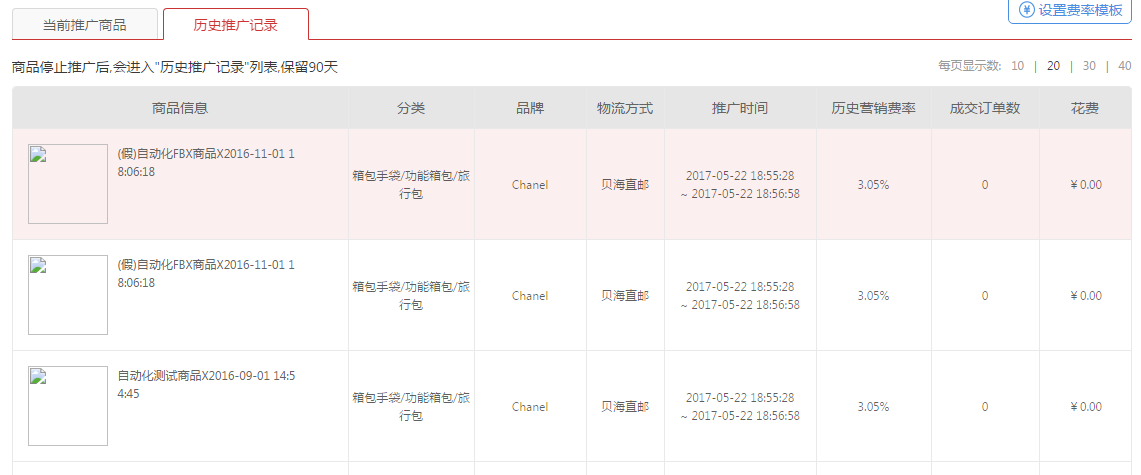 设置费率模板
当前推广商品 历史推广记录
商品停止推广后,会进入"历史推广记录"列表,保留90天
每页显示数: 10 | 20 | 30 | 40
商品信息 分类 品牌 物流方式 推广时间 历史营销费率 成交订单数 花费
(假)自动化FBX商品X2016-11-01 1
8:06:18
箱包手袋/功能箱包/旅
行包
Chanel
贝海直邮
2017-05-22 18:55:28
~ 2017-05-22 18:56:58
3.05%
0
¥ 0.00
(假)自动化FBX商品X2016-11-01 1
8:06:18
箱包手袋/功能箱包/旅
行包
Chanel
贝海直邮
2017-05-22 18:55:28
~ 2017-05-22 18:56:58
3.05%
0
¥ 0.00
自动化测试商品X2016-09-01 14:5
4:45
箱包手袋/功能箱包/旅
行包
Chanel
贝海直邮
2017-05-22 18:55:28
~ 2017-05-22 18:56:58
3.05%
0
¥ 0.00